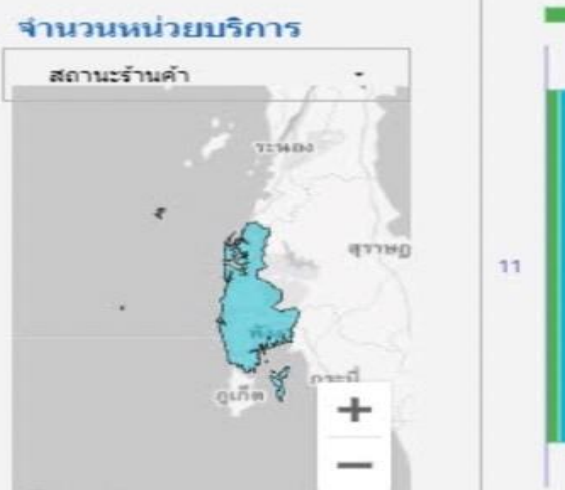 จำนวนหน่วยบริการ
สถานะร้านค้า
ระนอง
สุราษฎ
11
พังงา
กระบี่
ภูเก็ต
+
−